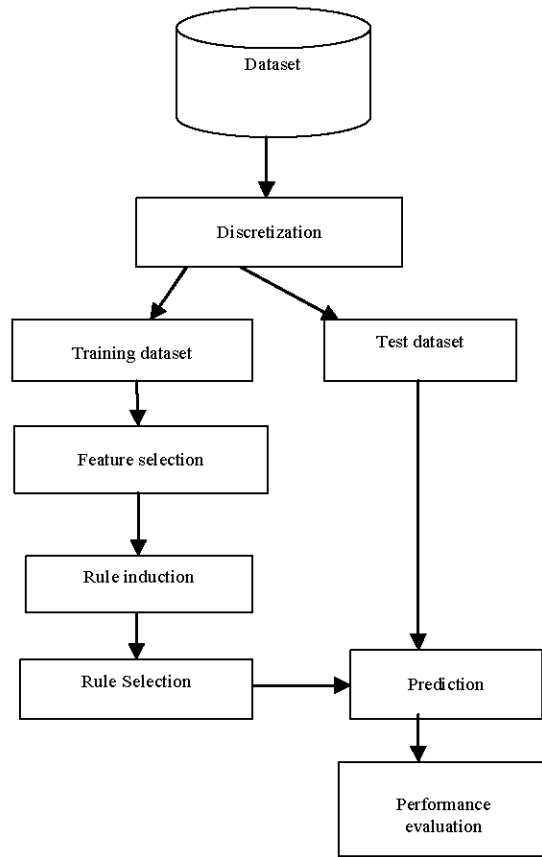 Dataset
Discretization
Training dataset
Test dataset
Feature selection
Rule induction
Rule Selection
Prediction
Performance
evaluation